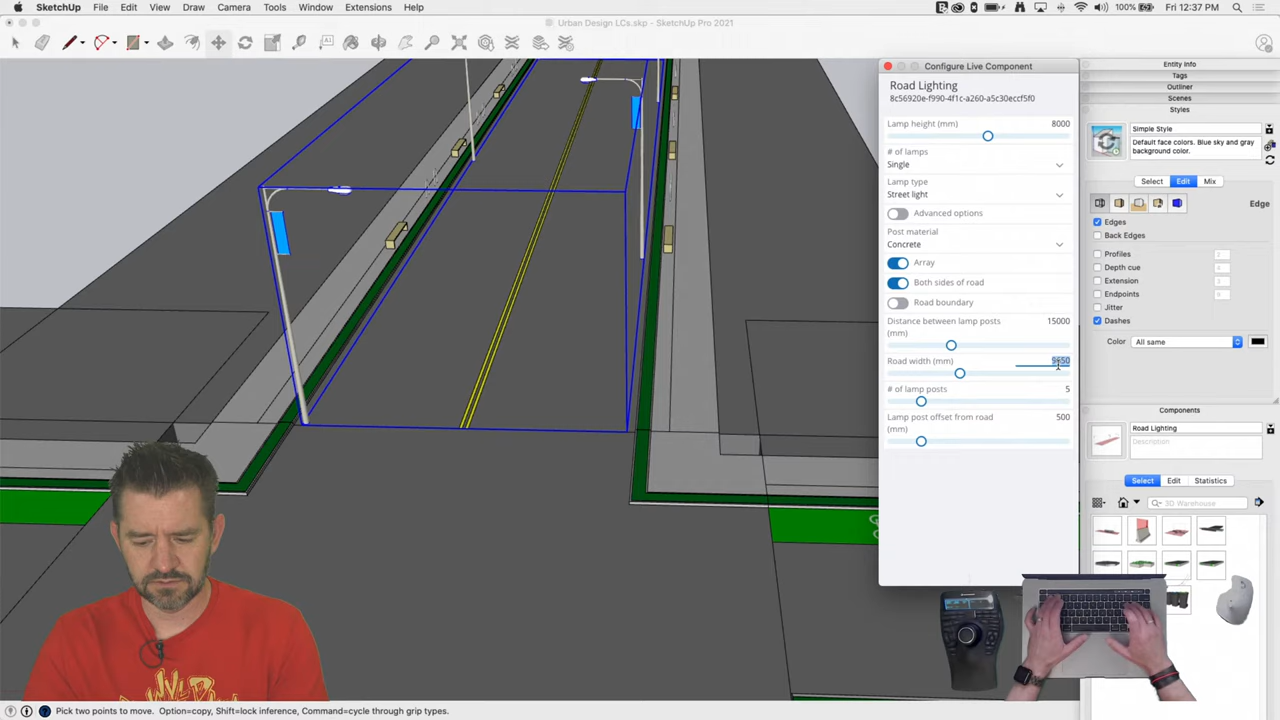 SketchUp File Edit View Draw Camera Tools Window Extensions Help
100% Fri 12:37 PM
Urban Design LCs.skp - SketchUp Pro 2021
Configure Live Component
Road Lighting
8c56920e-f990-4f1c-a260-a5c30eccf5f0
Lamp height (mm) 8000
# of lamps
Single
Lamp type
Street light
Advanced options
Post material
Concrete
Array
Both sides of road
Road boundary
Distance between lamp posts (mm) 15000
Road width (mm)
# of lamp posts 5
Lamp post offset from road (mm) 500
Entity Info
Tags
Outliner
Scenes
Styles
Simple Style
Default face colors. Blue sky and gray background color.
Select Edit Mix
Edge
Edges
Back Edges
Profiles
Depth cue
Extension
Endpoints
Jitter
Dashes
Color All same
Components
Road Lighting
Description
Select Edit Statistics
3D Warehouse
Pick two points to move. Option=copy, Shift=lock inference, Command=cycle through grip types.